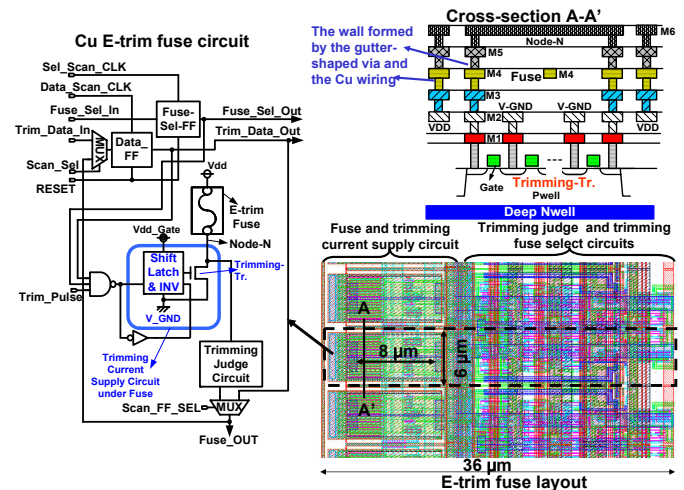 Cu E-trim fuse circuit
Sel_Scan_CLK
Data_Scan_CLK
Fuse_Sel_In
Trim_Data_In
Scan_Sel
RESET
MUX
Data_
FF
Fuse-
Sel-FF
Fuse_Sel_Out
Trim_Data_Out
Vdd
E-trim
Fuse
Node-N
Vdd_Gate
Shift
Latch
& INV
Trimming-
Tr.
V_GND
Trim_Pulse
Trimming
Current
Supply Circuit
under Fuse
Trimming
Judge
Circuit
Scan_FF_SEL
MUX
Fuse_OUT
Cross-section A-A'
The wall formed
by the gutter-
shaped via and
the Cu wiring
M6
Node-N
M5
M4
Fuse
M4
M3
V-GND
V-GND
M2
VDD
VDD
M1
Gate
Trimming-Tr.
Pwell
Deep Nwell
Fuse and trimming
current supply circuit
Trimming judge and trimming
fuse select circuits
A
8 µm
6 µm
A'
36 µm
E-trim fuse layout